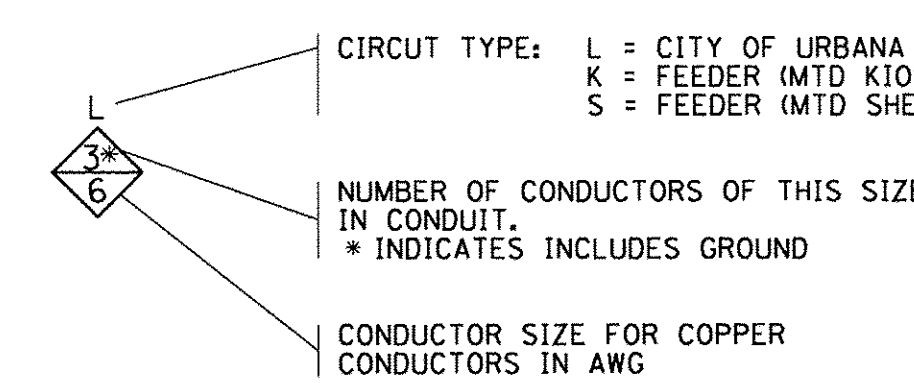 CIRCUT TYPE: L = CITY OF URBANA
K = FEEDER (MTD
S = FEEDER (MTD
L
3*
6
NUMBER OF CONDUCTORS OF THIS SIZE
IN CONDUIT.
* INDICATES INCLUDES GROUND
CONDUCTOR SIZE FOR COPPER
CONDUCTORS IN AWG